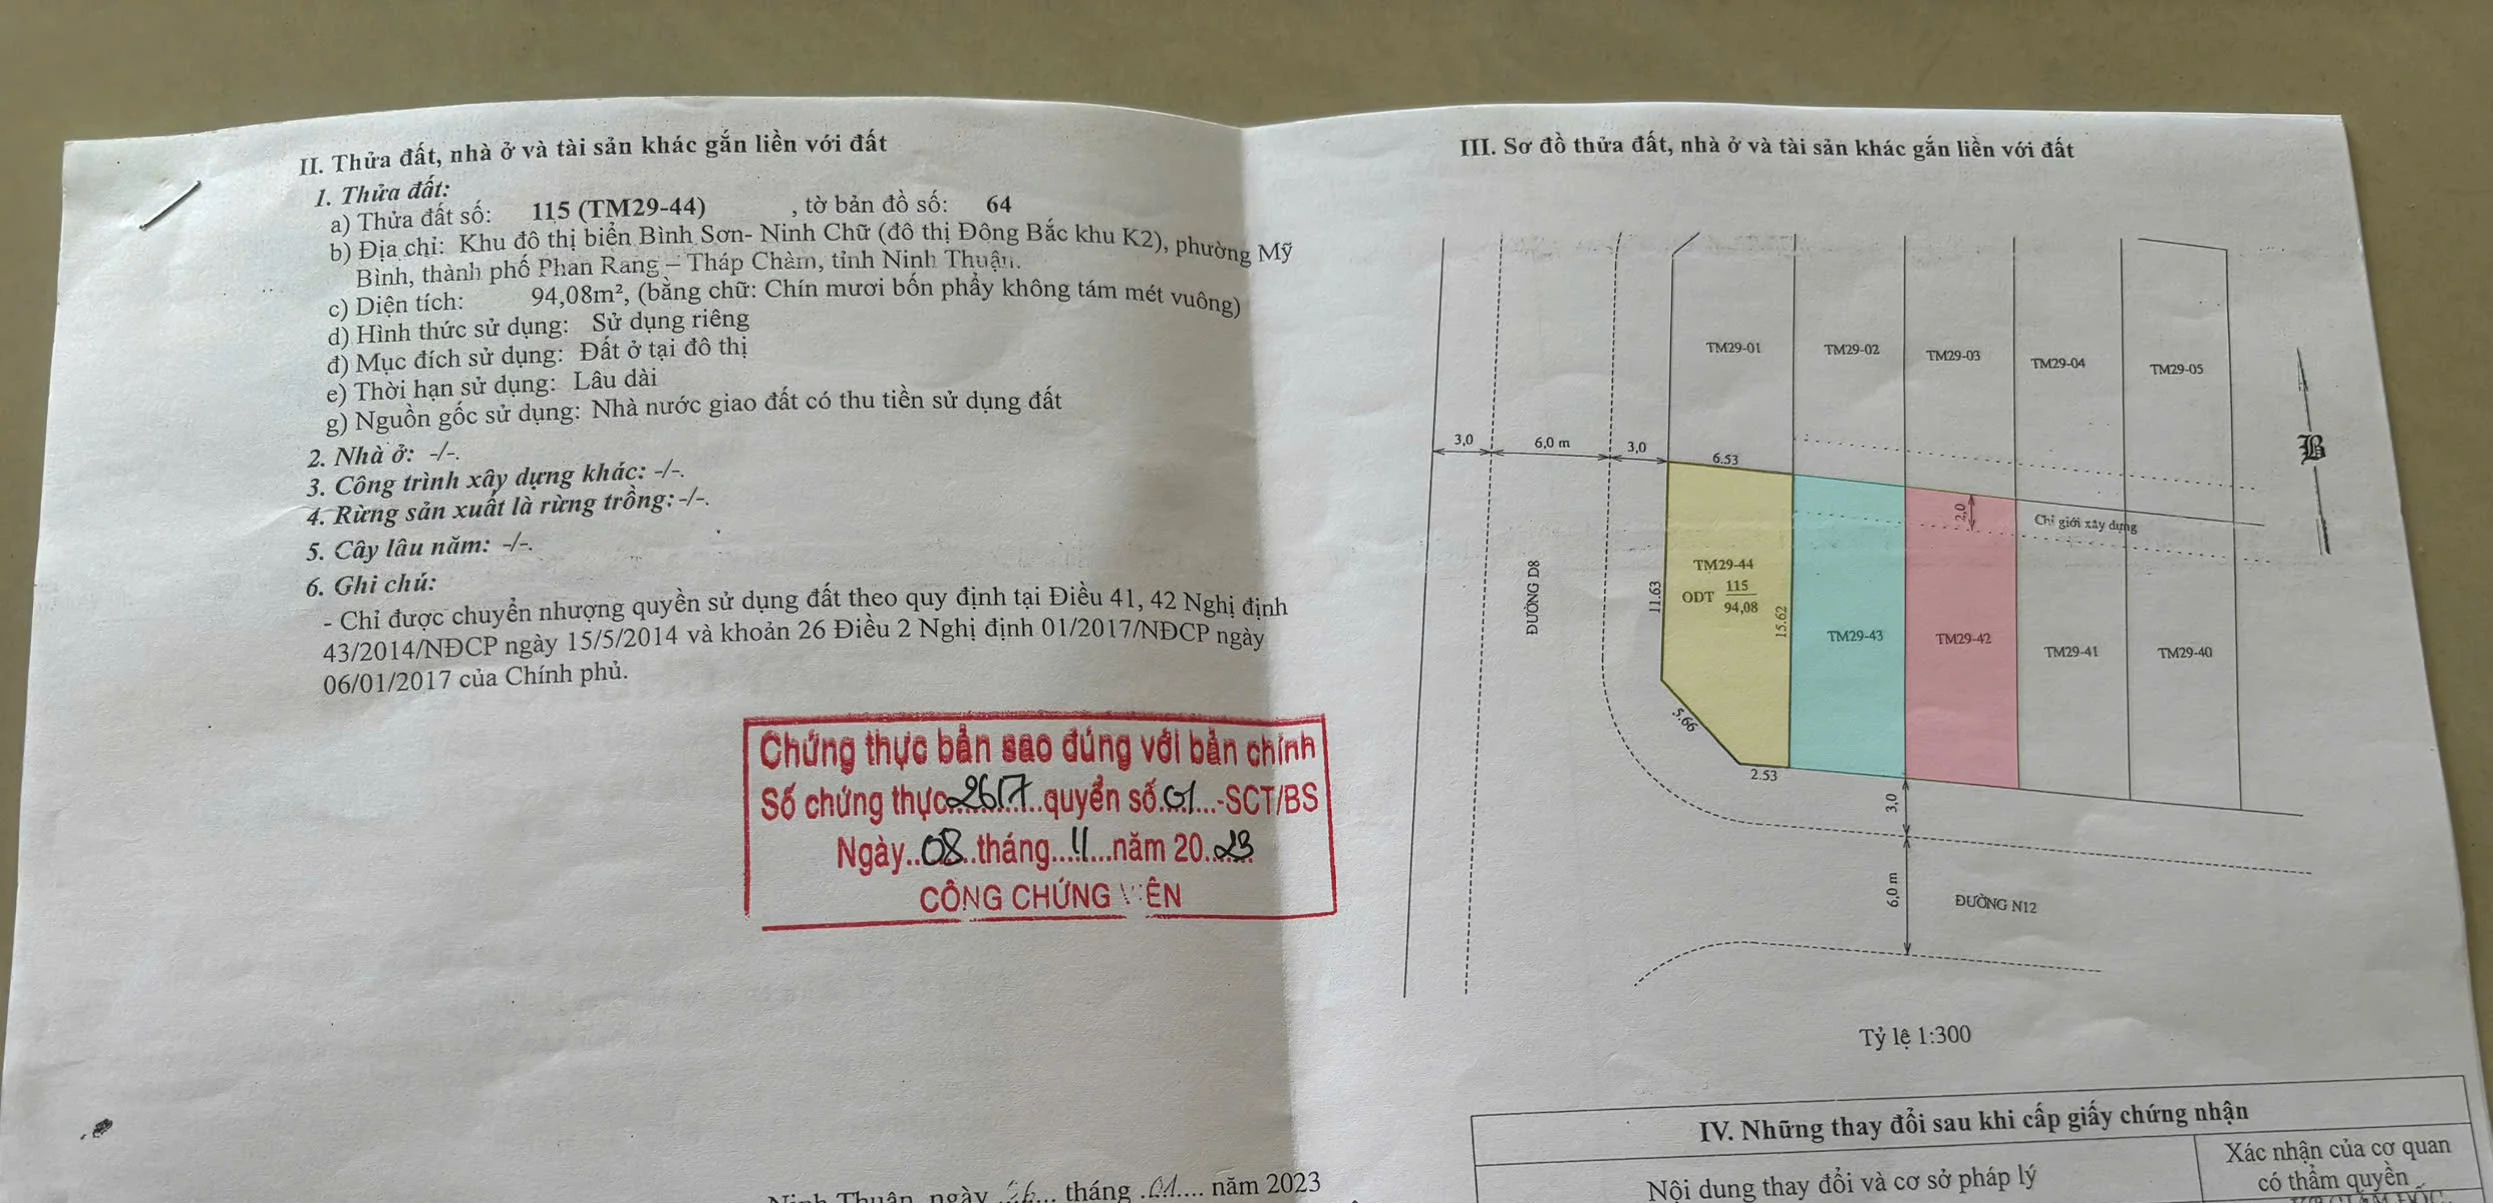 II. Thửa đất, nhà ở và tài sản khác gắn liền với đất
1. Thửa đất:
a) Thửa đất số: 115 (TM29-44) , tờ bản đồ số: 64
b) Địa chỉ: Khu đô thị biển Bình Sơn- Ninh Chữ (đô thị Đông Bắc khu K2), phường Mỹ
Bình, thành phố Phan Rang – Tháp Chàm, tỉnh Ninh Thuận.
c) Diện tích: 94,08m², (bằng chữ: Chín mươi bốn phẩy không tám mét vuông)
d) Hình thức sử dụng: Sử dụng riêng
đ) Mục đích sử dụng: Đất ở tại đô thị
e) Thời hạn sử dụng: Lâu dài
g) Nguồn gốc sử dụng: Nhà nước giao đất có thu tiền sử dụng đất
2. Nhà ở: -/-.
3. Công trình xây dựng khác: -/-.
4. Rừng sản xuất là rừng trồng: -/-.
5. Cây lâu năm: -/-.
6. Ghi chú:
- Chỉ được chuyển nhượng quyền sử dụng đất theo quy định tại Điều 41, 42 Nghị định
43/2014/NĐCP ngày 15/5/2014 và khoản 26 Điều 2 Nghị định 01/2017/NĐCP ngày
06/01/2017 của Chính phủ.
Chứng thực bản sao đúng với bản chính
Số chứng thực 2617 quyển số 01 -SCT/BS
Ngày 08 tháng 11 năm 20 23
CÔNG CHỨNG VIÊN
Ninh Thuận, ngày tháng 01 năm 2023
III. Sơ đồ thửa đất, nhà ở và tài sản khác gắn liền với đất
TM29-01
TM29-02
TM29-03
TM29-04
TM29-05
3,0
6,0 m
3,0
6.53
B
2,0
Chỉ giới xây dựng
ĐƯỜNG D8
11.63
TM29-44
ODT 115
94,08
15.62
TM29-43
TM29-42
TM29-41
TM29-40
5.66
2.53
3,0
6,0 m
ĐƯỜNG N12
Tỷ lệ 1:300
IV. Những thay đổi sau khi cấp giấy chứng nhận
Nội dung thay đổi và cơ sở pháp lý
Xác nhận của cơ quan
có thẩm quyền